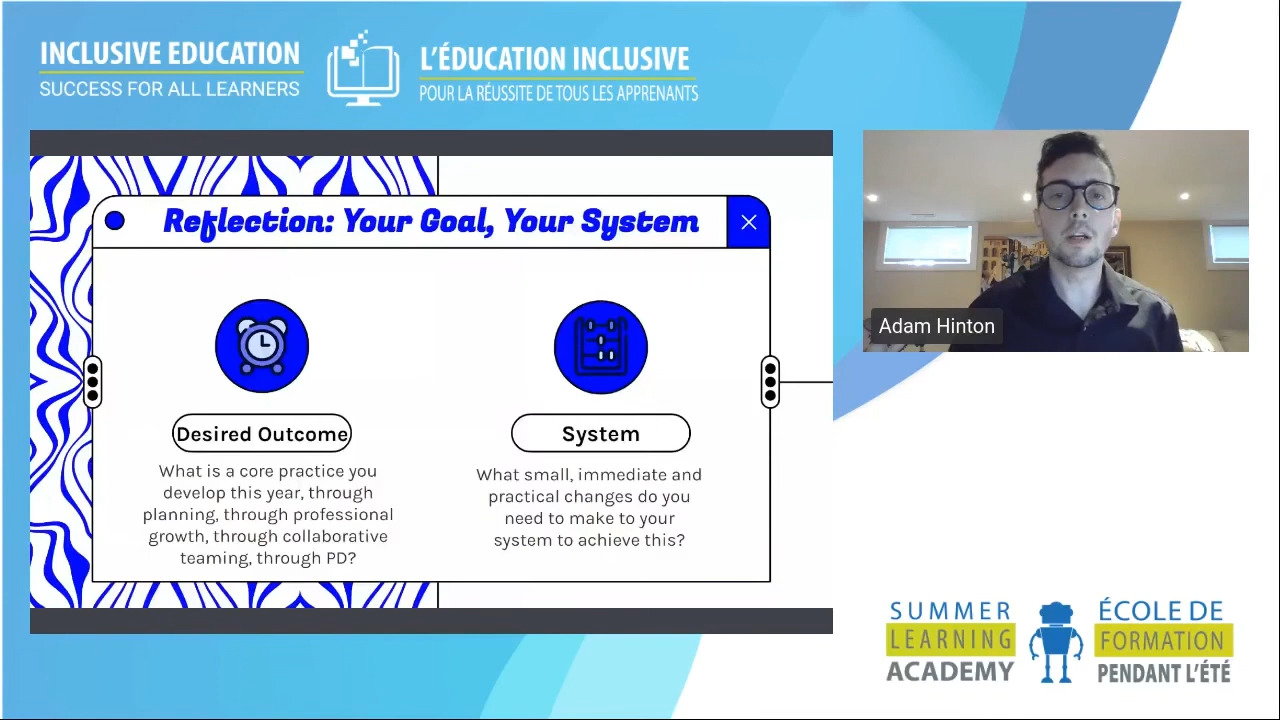 INCLUSIVE EDUCATION
SUCCESS FOR ALL LEARNERS
L'ÉDUCATION INCLUSIVE
POUR LA RÉUSSITE DE TOUS LES APPRENANTS
Reflection: Your Goal, Your System
Desired Outcome
What is a core practice you
develop this year, through
planning, through professional
growth, through collaborative
teaming, through PD?
System
What small, immediate and
practical changes do you
need to make to your
system to achieve this?
Adam Hinton
SUMMER
LEARNING
ACADEMY
ÉCOLE DE
FORMATION
PENDANT L'ÉTÉ